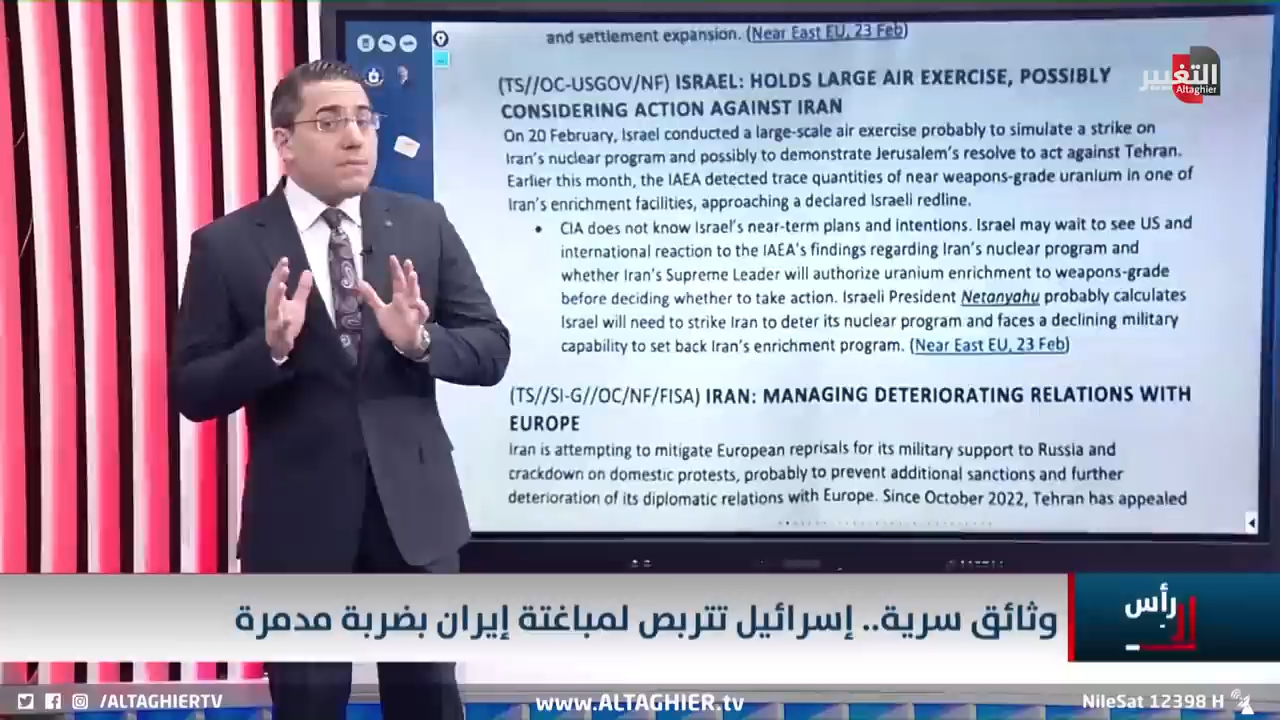 and settlement expansion. (Near East EU, 23 Feb)
(TS//OC-USGOV/NF) ISRAEL: HOLDS LARGE AIR EXERCISE, POSSIBLY
CONSIDERING ACTION AGAINST IRAN
On 20 February, Israel conducted a large-scale air exercise probably to simulate a strike on
Iran's nuclear program and possibly to demonstrate Jerusalem's resolve to act against Tehran.
Earlier this month, the IAEA detected trace quantities of near weapons-grade uranium in one of
Iran's enrichment facilities, approaching a declared Israeli redline.
• CIA does not know Israel's near-term plans and intentions. Israel may wait to see US and
international reaction to the IAEA's findings regarding Iran's nuclear program and
whether Iran's Supreme Leader will authorize uranium enrichment to weapons-grade
before deciding whether to take action. Israeli President Netanyahu probably calculates
Israel will need to strike Iran to deter its nuclear program and faces a declining military
capability to set back Iran's enrichment program. (Near East EU, 23 Feb)
(TS//SI-G//OC/NF/FISA) IRAN: MANAGING DETERIORATING RELATIONS WITH
EUROPE
Iran is attempting to mitigate European reprisals for its military support to Russia and
crackdown on domestic protests, probably to prevent additional sanctions and further
deterioration of its diplomatic relations with Europe. Since October 2022, Tehran has appealed
التغيير
Altaghier
الرأس
وثائق سرية.. إسرائيل تتربص لمباغتة إيران بضربة مدمرة
/ALTAGHIERTV
www.ALTAGHIER.tv
NileSat 12398 H